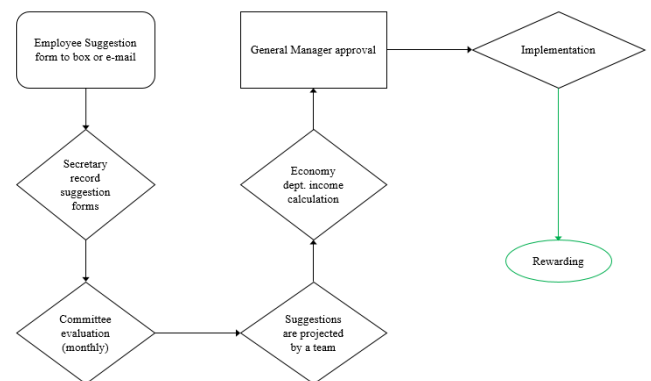 Employee Suggestion
form to box or e-mail
Secretary
record
suggestion
forms
Committee
evaluation
(monthly)
Suggestions
are projected
by a team
Economy
dept. income
calculation
General Manager approval
Implementation
Rewarding